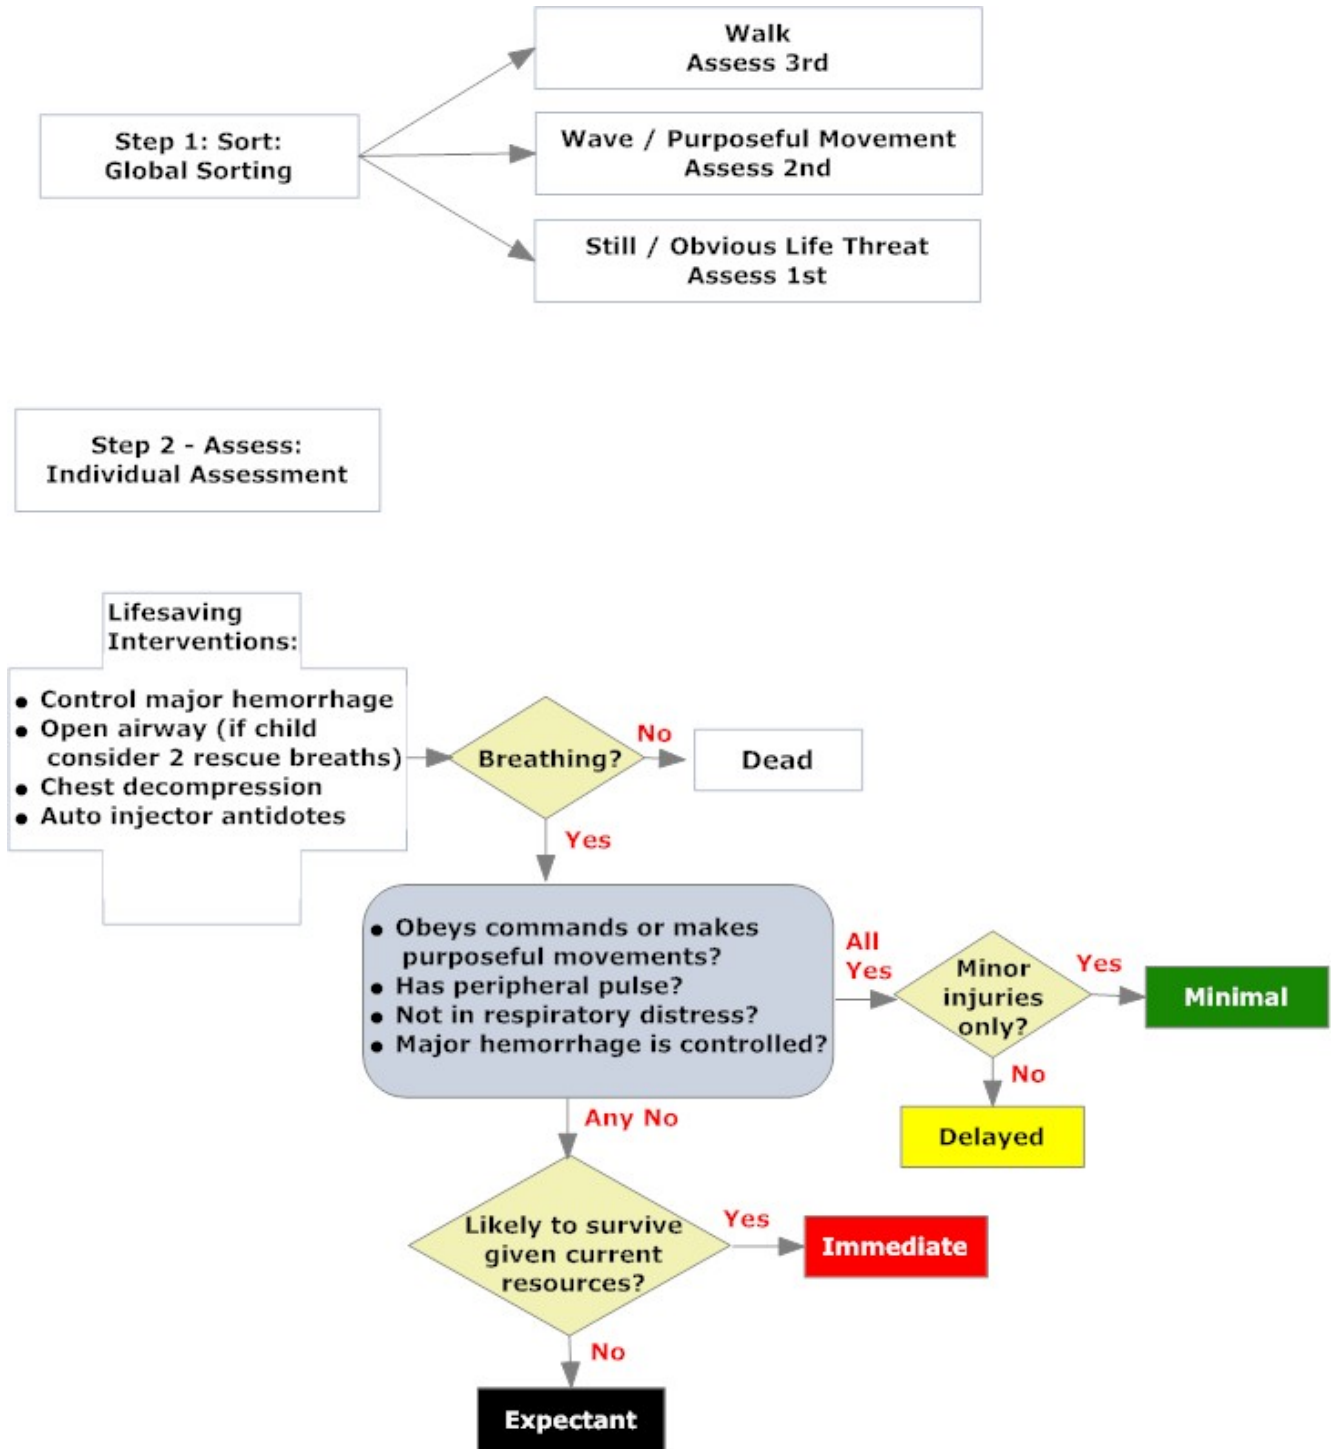 Walk
Assess 3rd
Step 1: Sort:
Global Sorting
Wave / Purposeful Movement
Assess 2nd
Still / Obvious Life Threat
Assess 1st
Step 2 - Assess:
Individual Assessment
Lifesaving
Interventions:
● Control major hemorrhage
● Open airway (if child
consider 2 rescue breaths)
● Chest decompression
● Auto injector antidotes
Breathing?
No
Dead
Yes
● Obeys commands or makes
purposeful movements?
● Has peripheral pulse?
● Not in respiratory distress?
● Major hemorrhage is controlled?
All
Yes
Minor
injuries
only?
Yes
Minimal
No
Delayed
Any No
Likely to survive
given current
resources?
Yes
Immediate
No
Expectant